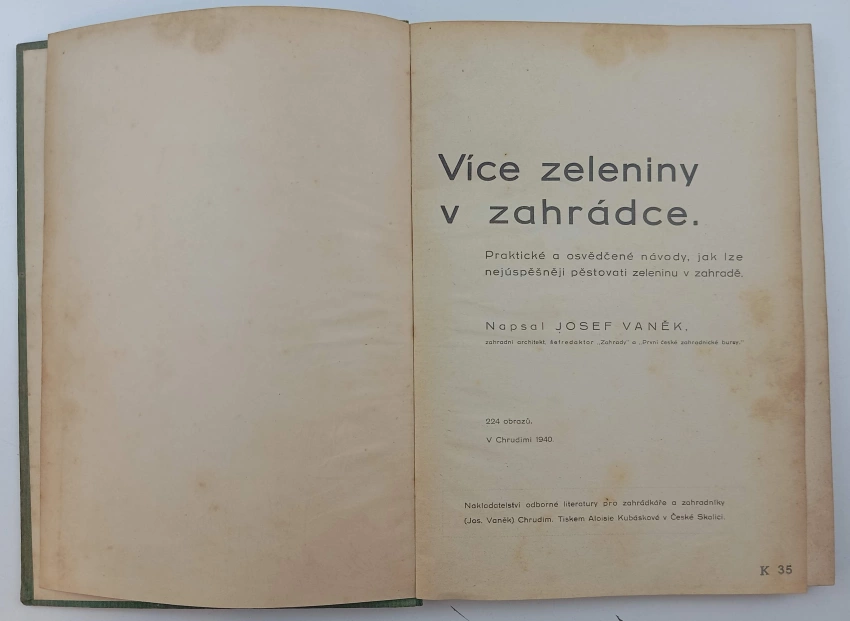 Více zeleniny
v zahrádce.
Praktické a osvědčené návody, jak lze
nejúspěšněji pěstovati zeleninu v zahradě.
Napsal JOSEF VANĚK,
zahradní architekt, šéfredaktor „Zahrady“ a „První české zahradnické bursy.“
224 obrazů.
V Chrudimi 1940
Nakladatelství odborné literatury pro zahrádkáře a zahradníky
(Jos. Vaněk) Chrudim. Tiskem Aloisie Kubásková v České Skalici.
K 35